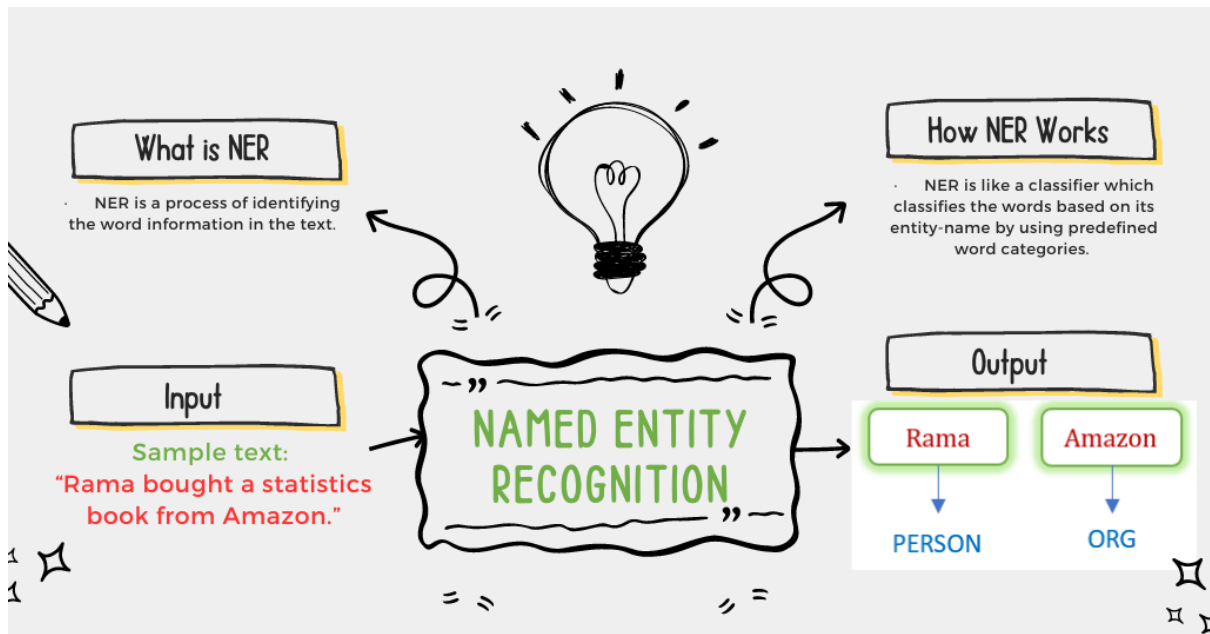 What is NER
· NER is a process of identifying
the word information in the text.
How NER Works
· NER is like a classifier which
classifies the words based on its
entity-name by using predefined
word categories.
Input
Sample text:
“Rama bought a statistics
book from Amazon.”
”
NAMED ENTITY
RECOGNITION
”
Output
Rama
Amazon
PERSON
ORG